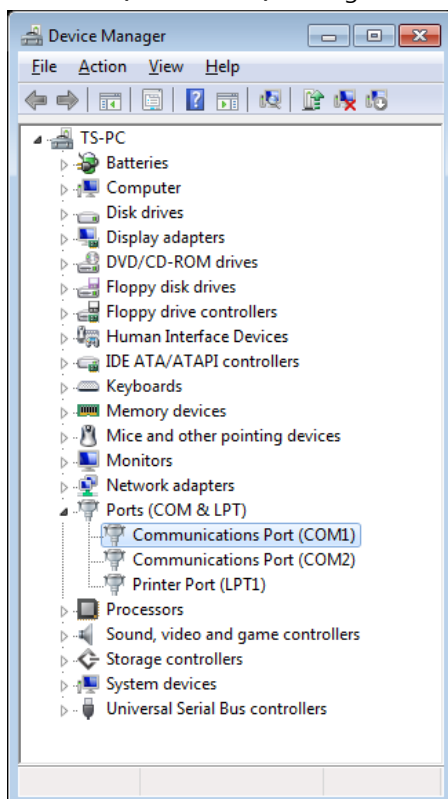 Device Manager
File Action View Help
TS-PC
Batteries
Computer
Disk drives
Display adapters
DVD/CD-ROM drives
Floppy disk drives
Floppy drive controllers
Human Interface Devices
IDE ATA/ATAPI controllers
Keyboards
Memory devices
Mice and other pointing devices
Monitors
Network adapters
Ports (COM & LPT)
Communications Port (COM1)
Communications Port (COM2)
Printer Port (LPT1)
Processors
Sound, video and game controllers
Storage controllers
System devices
Universal Serial Bus controllers